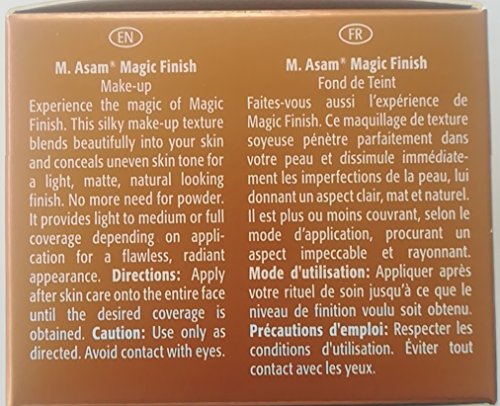 EN
M. Asam® Magic Finish
Make-up
Experience the magic of Magic
Finish. This silky make-up texture
blends beautifully into your skin
and conceals uneven skin tone for
a light, matte, natural looking
finish. No more need for powder.
It provides light to medium or full
coverage depending on appli-
cation for a flawless, radiant
appearance. Directions: Apply
after skin care onto the entire face
until the desired coverage is
obtained. Caution: Use only as
directed. Avoid contact with eyes.
FR
M. Asam® Magic Finish
Fond de Teint
Faites-vous aussi l'expérience de
Magic Finish. Ce maquillage de texture
soyeuse pénètre parfaitement dans
votre peau et dissimule immédiate-
ment les imperfections de la peau, lui
donnant un aspect clair, mat et naturel.
Il est plus ou moins couvrant, selon le
mode d'application, procurant un
aspect impeccable et rayonnant.
Mode d'utilisation: Appliquer après
votre rituel de soin jusqu'à ce que le
niveau de finition voulu soit obtenu.
Précautions d'emploi: Respecter les
conditions d'utilisation. Éviter tout
contact avec les yeux.